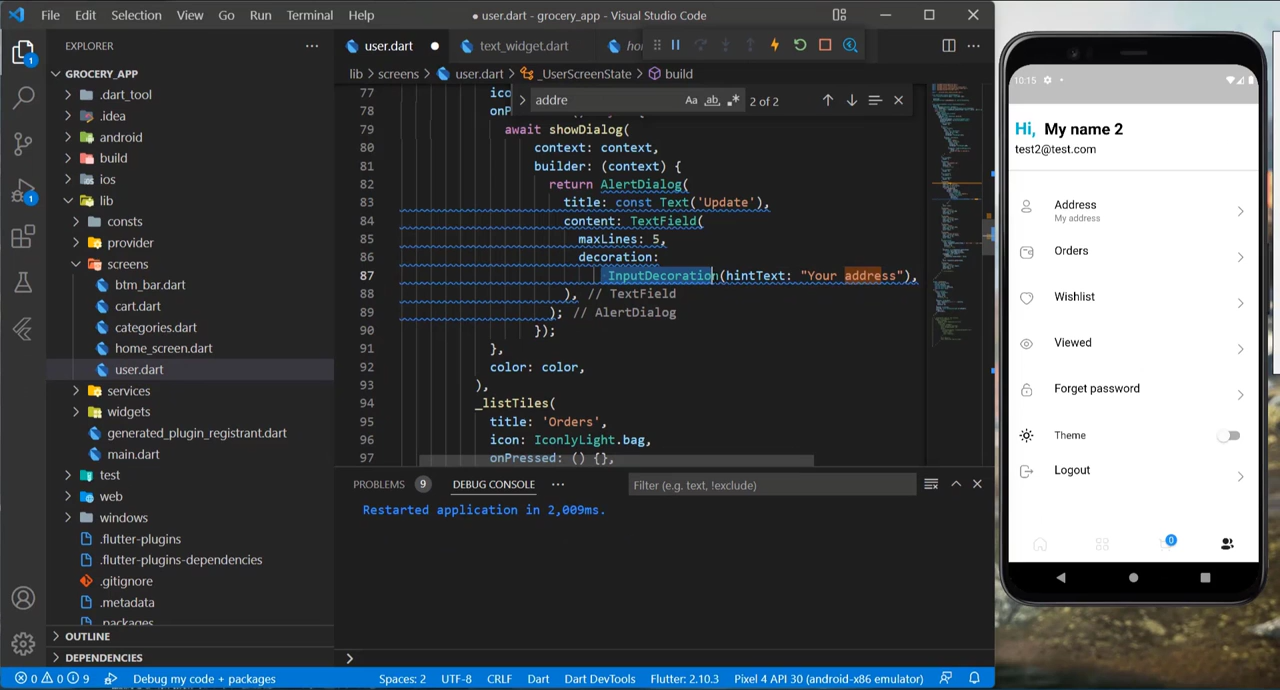 File Edit Selection View Go Run Terminal Help
● user.dart - grocery_app - Visual Studio Code
EXPLORER
GROCERY_APP
.dart_tool
.idea
android
build
ios
lib
consts
provider
screens
btm_bar.dart
cart.dart
categories.dart
home_screen.dart
user.dart
services
widgets
generated_plugin_registrant.dart
main.dart
test
web
windows
.flutter-plugins
.flutter-plugins-dependencies
.gitignore
.metadata
.packages
OUTLINE
DEPENDENCIES
1
1
user.dart ● text_widget.dart
lib > screens > user.dart > _UserScreenState > build
addre Aa ab 2 of 2
77
78
79 await showDialog(
80 context: context,
81 builder: (context) {
82 return AlertDialog(
83 title: const Text('Update'),
84 content: TextField(
85 maxLines: 5,
86 decoration:
87 InputDecoration(hintText: "Your address"),
88 ), // TextField
89 ); // AlertDialog
90 });
91 },
92 color: color,
93 ),
94 _listTiles(
95 title: 'Orders',
96 icon: IconlyLight.bag,
97 onPressed: () {},
PROBLEMS 9 DEBUG CONSOLE
Filter (e.g. text, !exclude)
Restarted application in 2,009ms.
0 0 9 Debug my code + packages Spaces: 2 UTF-8 CRLF Dart Dart DevTools Flutter: 2.10.3 Pixel 4 API 30 (android-x86 emulator)
10:15
Hi, My name 2
test2@test.com
Address
My address
Orders
Wishlist
Viewed
Forget password
Theme
Logout
0